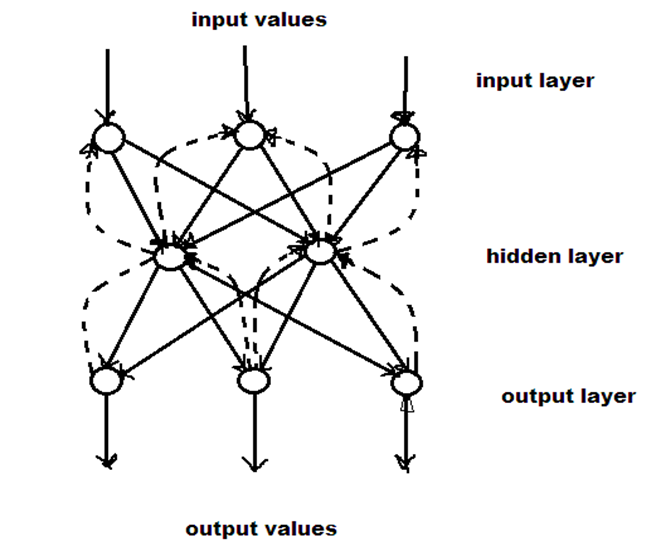 input values
input layer
hidden layer
output layer
output values